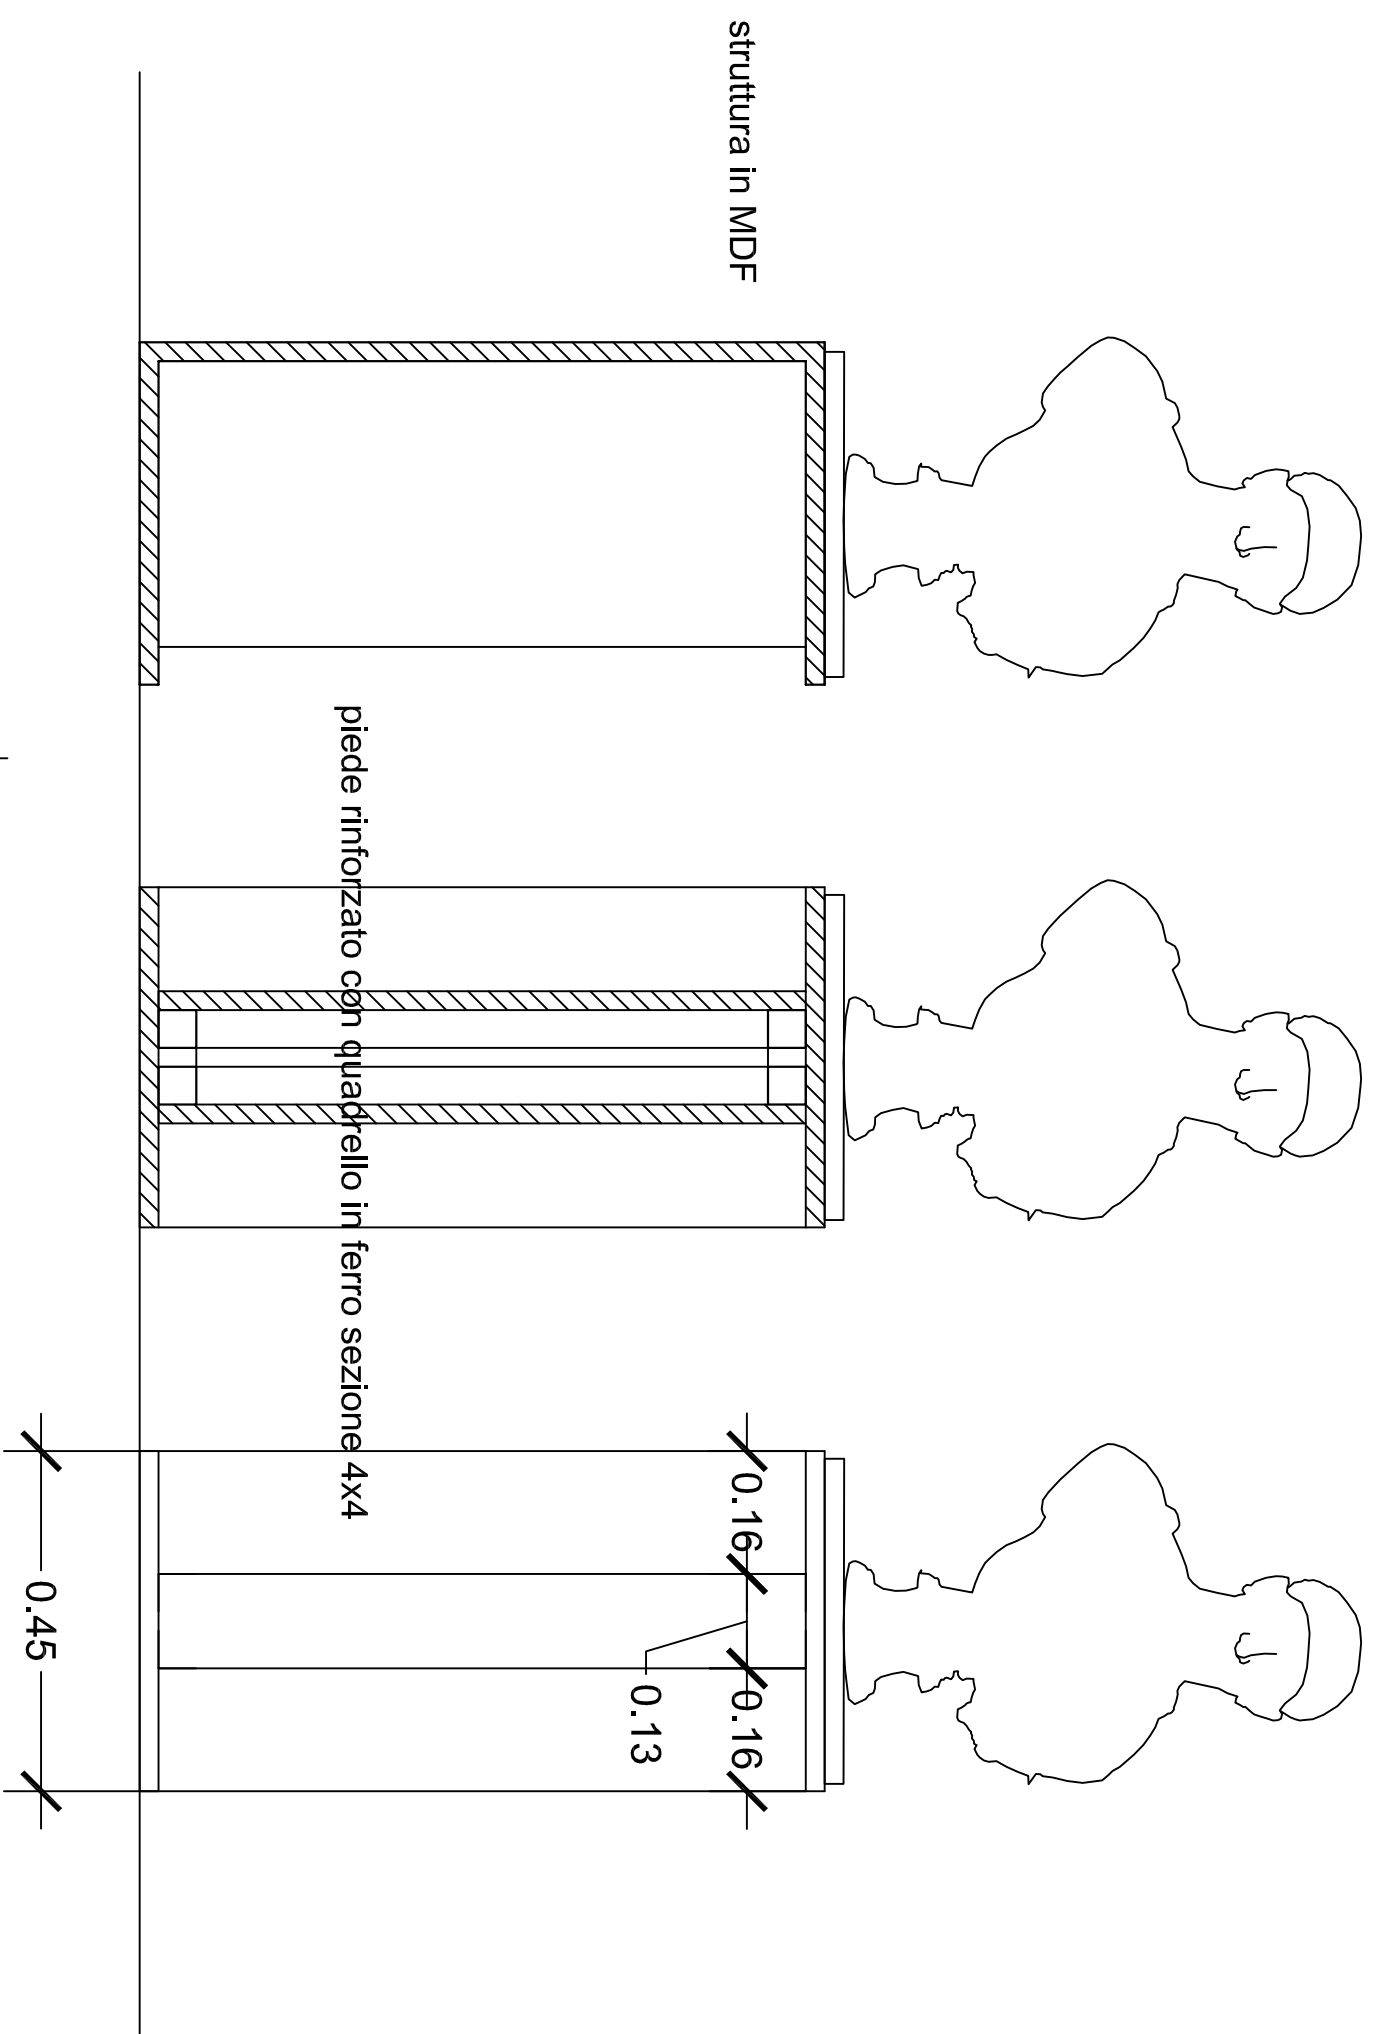 struttura in MDF
piede rinforzato con quadrello in ferro sezione 4x4
0.16
0.16
0.13
0.45